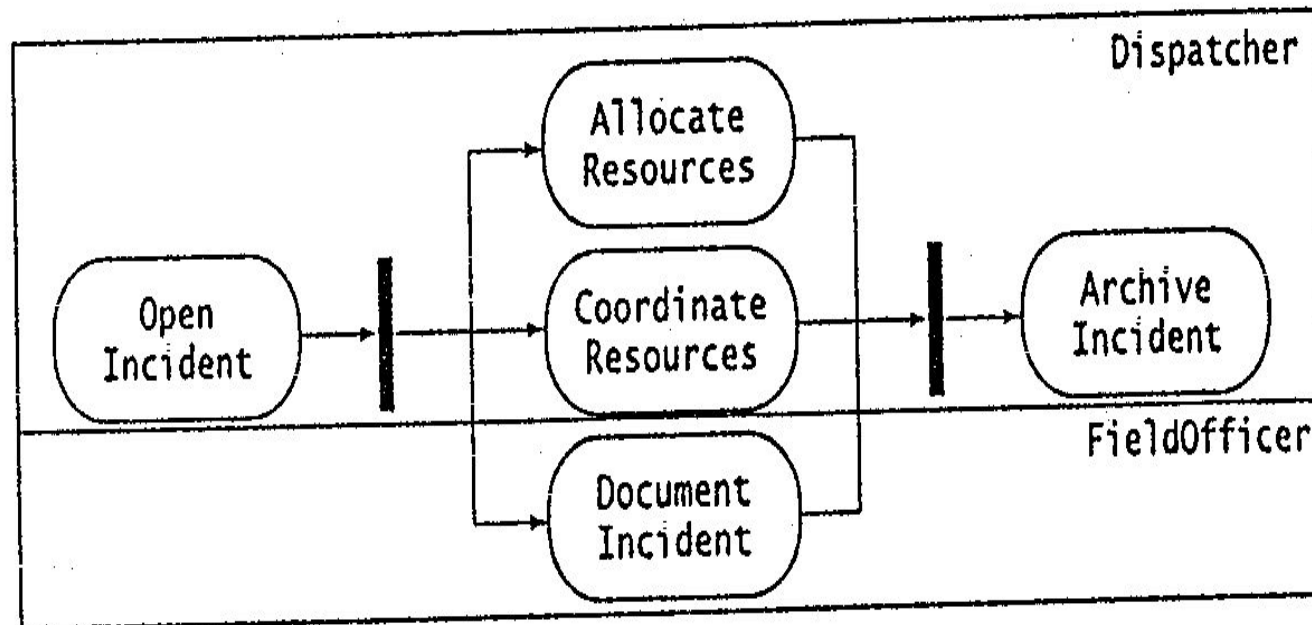 Dispatcher
Allocate
Resources
Open
Incident
Coordinate
Resources
Archive
Incident
FieldOfficer
Document
Incident